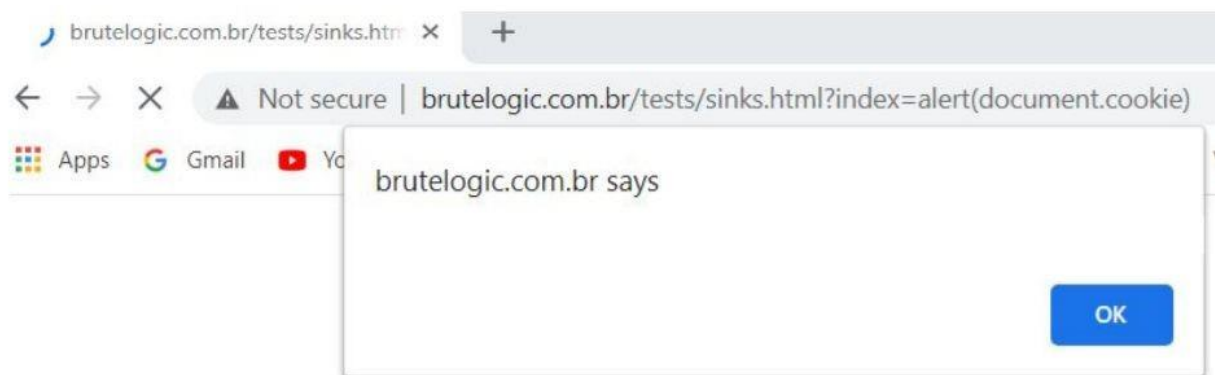 brutelogic.com.br/tests/sinks.htm
Not secure | brutelogic.com.br/tests/sinks.html?index=alert(document.cookie)
Apps Gmail Yo
brutelogic.com.br says
OK